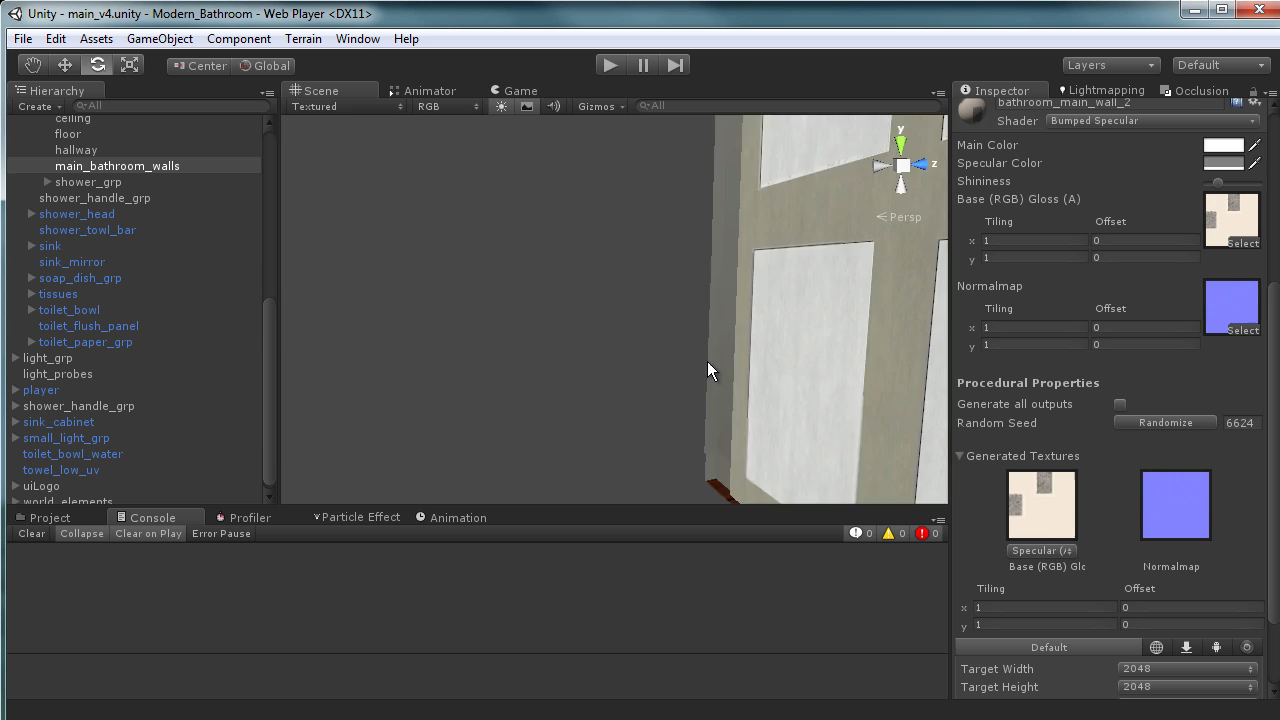 Unity - main_v4.unity - Modern_Bathroom - Web Player <DX11>
File Edit Assets GameObject Component Terrain Window Help
Center Global Layers Default
Hierarchy
Create All
ceiling
floor
hallway
main_bathroom_walls
shower_grp
shower_handle_grp
shower_head
shower_towl_bar
sink
sink_mirror
soap_dish_grp
tissues
toilet_bowl
toilet_flush_panel
toilet_paper_grp
light_grp
light_probes
player
shower_handle_grp
sink_cabinet
small_light_grp
toilet_bowl_water
towel_low_uv
uiLogo
world_elements
Scene Animator Game
Textured RGB Gizmos All
y
z
Persp
Project Console Profiler Particle Effect Animation
Clear Collapse Clear on Play Error Pause 0 0 0
Inspector Lightmapping Occlusion
bathroom_main_wall_2
Shader Bumped Specular
Main Color
Specular Color
Shininess
Base (RGB) Gloss (A)
Tiling Offset
x 1 0
y 1 0
Select
Normalmap
Tiling Offset
x 1 0
y 1 0
Select
Procedural Properties
Generate all outputs
Random Seed Randomize 6624
Generated Textures
Specular (A
Base (RGB) Glc Normalmap
Tiling Offset
x 1 0
y 1 0
Default
Target Width 2048
Target Height 2048